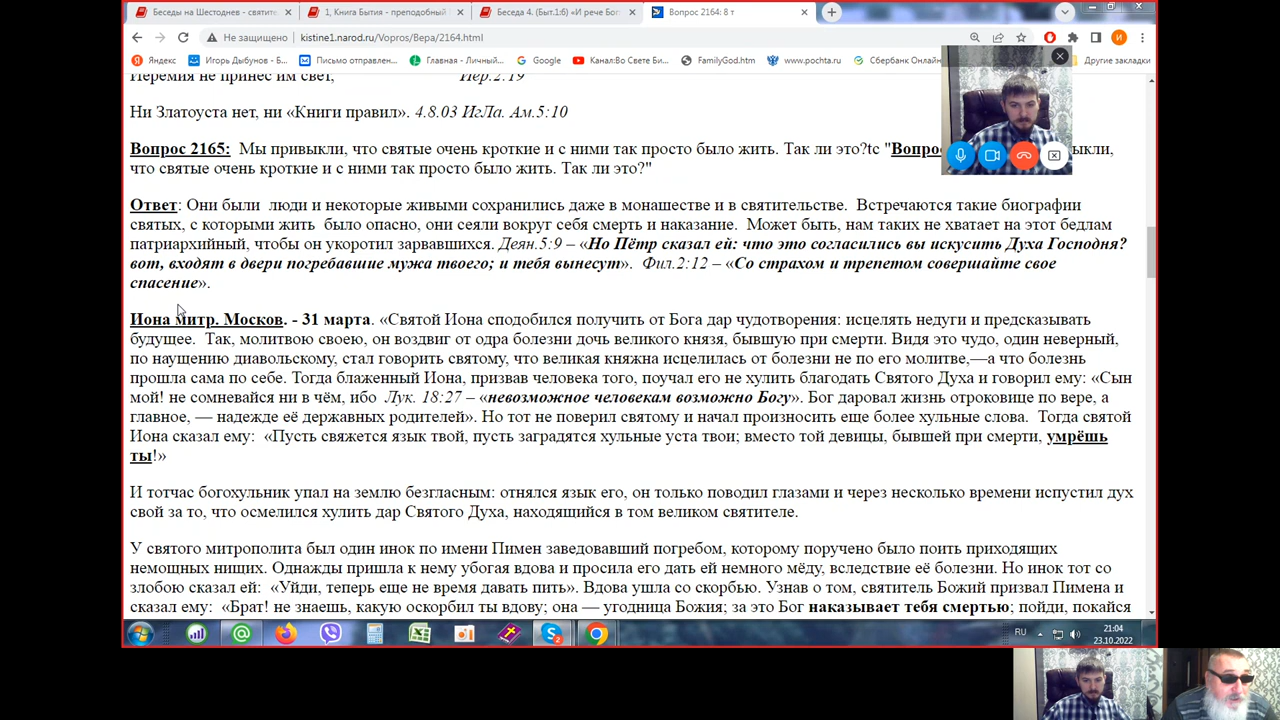 Беседы на Шестоднев - святите
1, Книга Бытия - преподобный
Беседа 4. (Быт.1:6) «И рече Бог
Вопрос 2164: 8 т
Не защищено
kistine1.narod.ru/Vopros/Вера/2164.html
Яндекс
Игорь Дыбунов - Б...
Письмо отправлен...
Главная - Личный...
Google
Канал:Во Свете Би...
FamilyGod.htm
www.pochta.ru
Сбербанк Онлайн
Другие закладки
Иеремия не принёс им свет, Иер.2:19
Ни Златоуста нет, ни «Книги правил». 4.8.03 ИгЛа. Ам.5:10
Вопрос 2165: Мы привыкли, что святые очень кроткие и с ними так просто было жить. Так ли это?tc "Вопро ыкли,
что святые очень кроткие и с ними так просто было жить. Так ли это?"
Ответ: Они были люди и некоторые живыми сохранились даже в монашестве и в святительстве. Встречаются такие биографии
святых, с которыми жить было опасно, они сеяли вокруг себя смерть и наказание. Может быть, нам таких не хватает на этот бедлам
патриархийный, чтобы он укоротил зарвавшихся. Деян.5:9 – «Но Пётр сказал ей: что это согласились вы искусить Духа Господня?
вот, входят в двери погребавшие мужа твоего; и тебя вынесут». Фил.2:12 – «Со страхом и трепетом совершайте свое
спасение».
Иона митр. Москов. - 31 марта. «Святой Иона сподобился получить от Бога дар чудотворения: исцелять недуги и предсказывать
будущее. Так, молитвою своею, он воздвиг от одра болезни дочь великого князя, бывшую при смерти. Видя это чудо, один неверный,
по наущению диавольскому, стал говорить святому, что великая княжна исцелилась от болезни не по его молитве,—а что болезнь
прошла сама по себе. Тогда блаженный Иона, призвав человека того, поучал его не хулить благодать Святого Духа и говорил ему: «Сын
мой! не сомневайся ни в чём, ибо Лук. 18:27 – «невозможное человекам возможно Богу». Бог даровал жизнь отроковице по вере, а
главное, — надежде её державных родителей». Но тот не поверил святому и начал произносить еще более хульные слова. Тогда святой
Иона сказал ему: «Пусть свяжется язык твой, пусть заградятся хульные уста твои; вместо той девицы, бывшей при смерти, умрёшь
ты!»
И тотчас богохульник упал на землю безгласным: отнялся язык его, он только поводил глазами и через несколько времени испустил дух
свой за то, что осмелился хулить дар Святого Духа, находящийся в том великом святителе.
У святого митрополита был один инок по имени Пимен заведовавший погребом, которому поручено было поить приходящих
немощных нищих. Однажды пришла к нему убогая вдова и просила его дать ей немного мёду, вследствие её болезни. Но инок тот со
злобою сказал ей: «Уйди, теперь еще не время давать пить». Вдова ушла со скорбью. Узнав о том, святитель Божий призвал Пимена и
сказал ему: «Брат! не знаешь, какую оскорбил ты вдову; она — угодница Божия; за это Бог наказывает тебя смертью; пойди, покайся
RU
21:04
23.10.2022